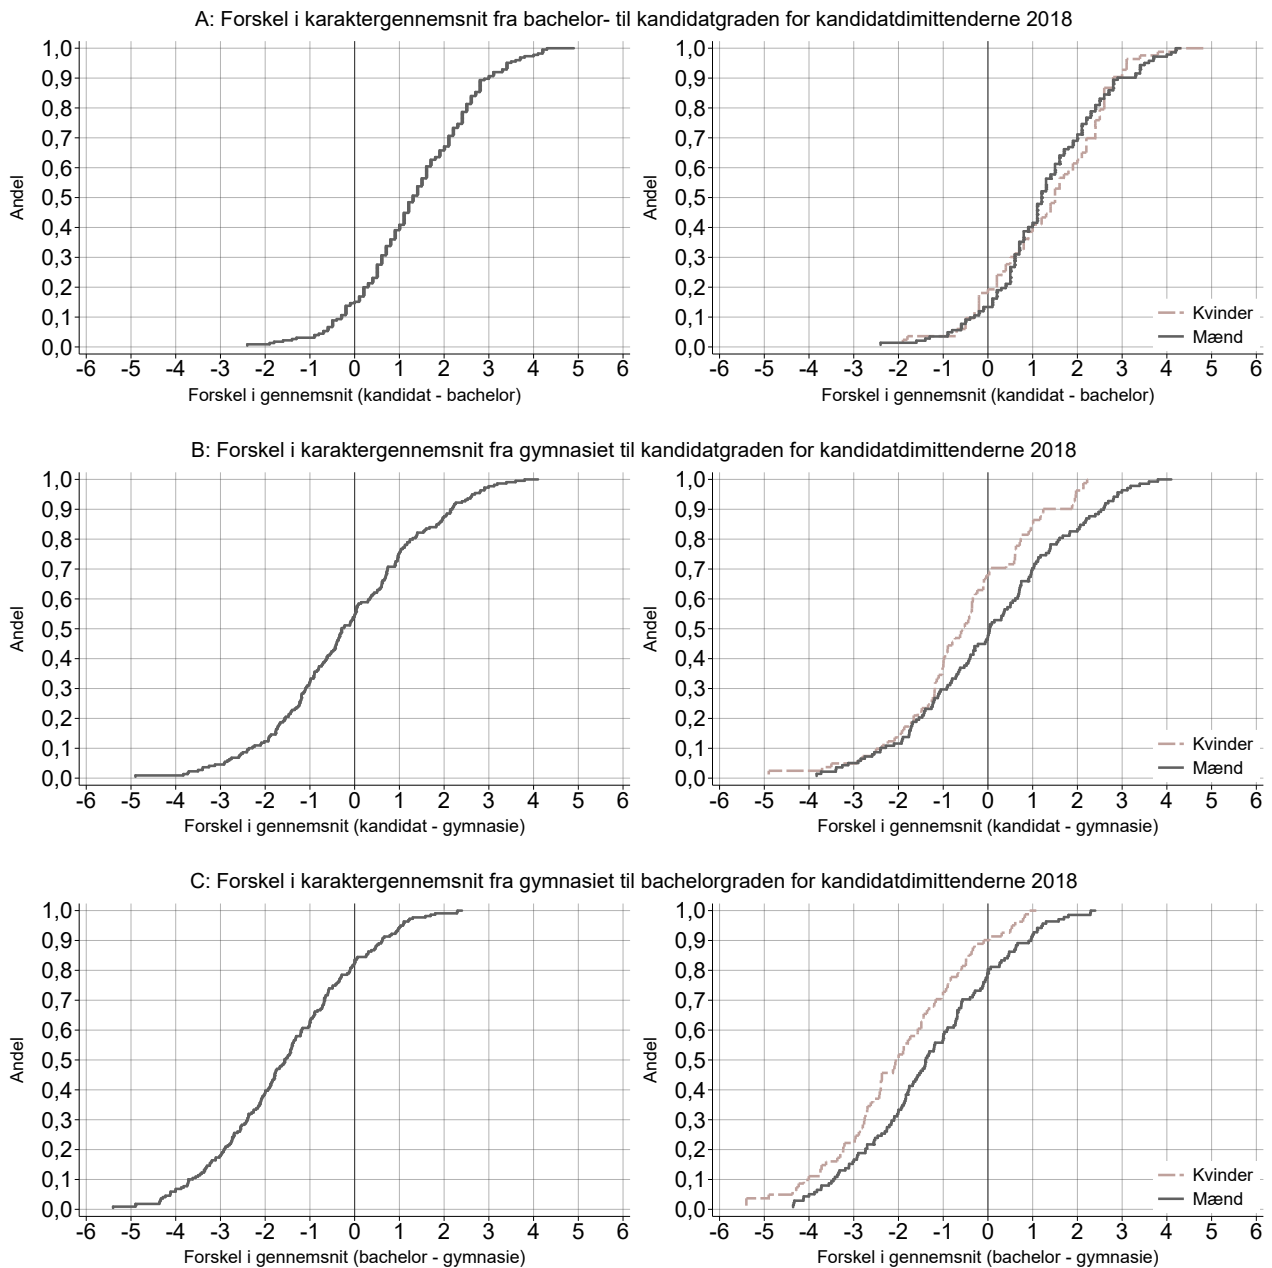 A: Forskel i karaktergennemsnit fra bachelor- til kandidatgraden for kandidatdimittenderne 2018
1,0
0,9
0,8
0,7
0,6
0,5
0,4
0,3
0,2
0,1
0,0
Andel
-6 -5 -4 -3 -2 -1 0 1 2 3 4 5 6
Forskel i gennemsnit (kandidat - bachelor)
1,0
0,9
0,8
0,7
0,6
0,5
0,4
0,3
0,2
0,1
0,0
Andel
Kvinder
Mænd
-6 -5 -4 -3 -2 -1 0 1 2 3 4 5 6
Forskel i gennemsnit (kandidat - bachelor)
B: Forskel i karaktergennemsnit fra gymnasiet til kandidatgraden for kandidatdimittenderne 2018
1,0
0,9
0,8
0,7
0,6
0,5
0,4
0,3
0,2
0,1
0,0
Andel
-6 -5 -4 -3 -2 -1 0 1 2 3 4 5 6
Forskel i gennemsnit (kandidat - gymnasie)
1,0
0,9
0,8
0,7
0,6
0,5
0,4
0,3
0,2
0,1
0,0
Andel
Kvinder
Mænd
-6 -5 -4 -3 -2 -1 0 1 2 3 4 5 6
Forskel i gennemsnit (kandidat - gymnasie)
C: Forskel i karaktergennemsnit fra gymnasiet til bachelorgraden for kandidatdimittenderne 2018
1,0
0,9
0,8
0,7
0,6
0,5
0,4
0,3
0,2
0,1
0,0
Andel
-6 -5 -4 -3 -2 -1 0 1 2 3 4 5 6
Forskel i gennemsnit (bachelor - gymnasie)
1,0
0,9
0,8
0,7
0,6
0,5
0,4
0,3
0,2
0,1
0,0
Andel
Kvinder
Mænd
-6 -5 -4 -3 -2 -1 0 1 2 3 4 5 6
Forskel i gennemsnit (bachelor - gymnasie)